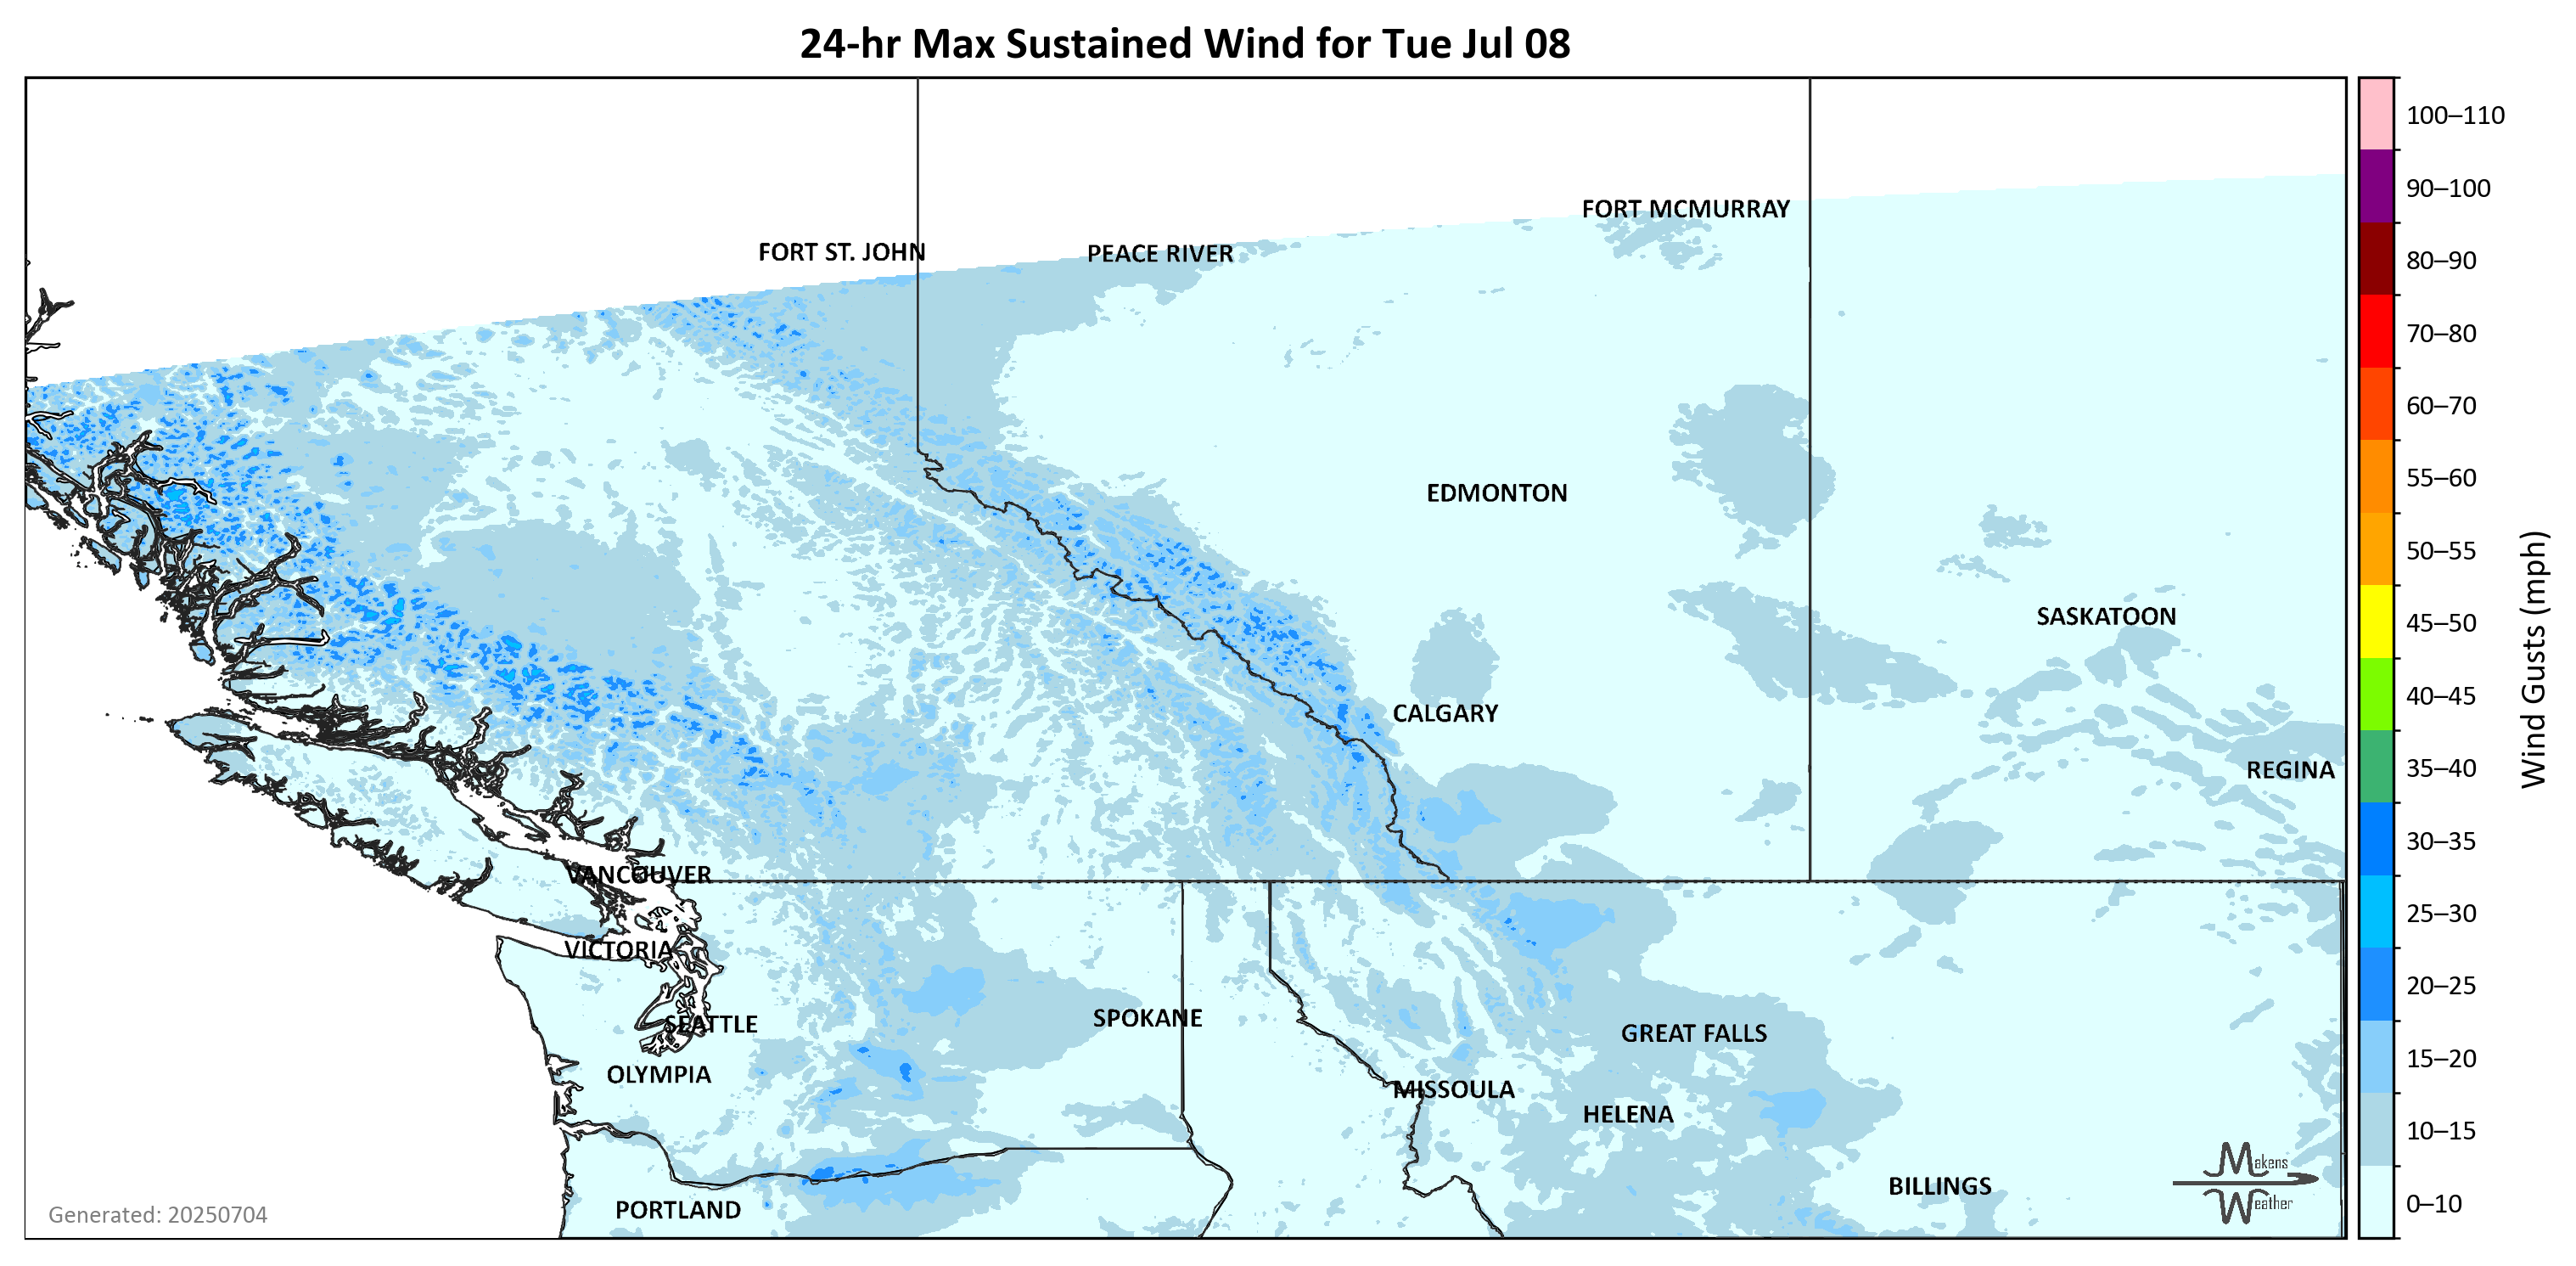 24-hr Max Sustained Wind for Tue Jul 08
FORT MCMURRAY
FORT ST. JOHN
PEACE RIVER
EDMONTON
SASKATOON
CALGARY
REGINA
VANCOUVER
VICTORIA
SEATTLE
SPOKANE
GREAT FALLS
OLYMPIA
MISSOULA
HELENA
BILLINGS
PORTLAND
Generated: 20250704
Makens
Weather
100–110
90–100
80–90
70–80
60–70
55–60
50–55
45–50
40–45
35–40
30–35
25–30
20–25
15–20
10–15
0–10
Wind Gusts (mph)